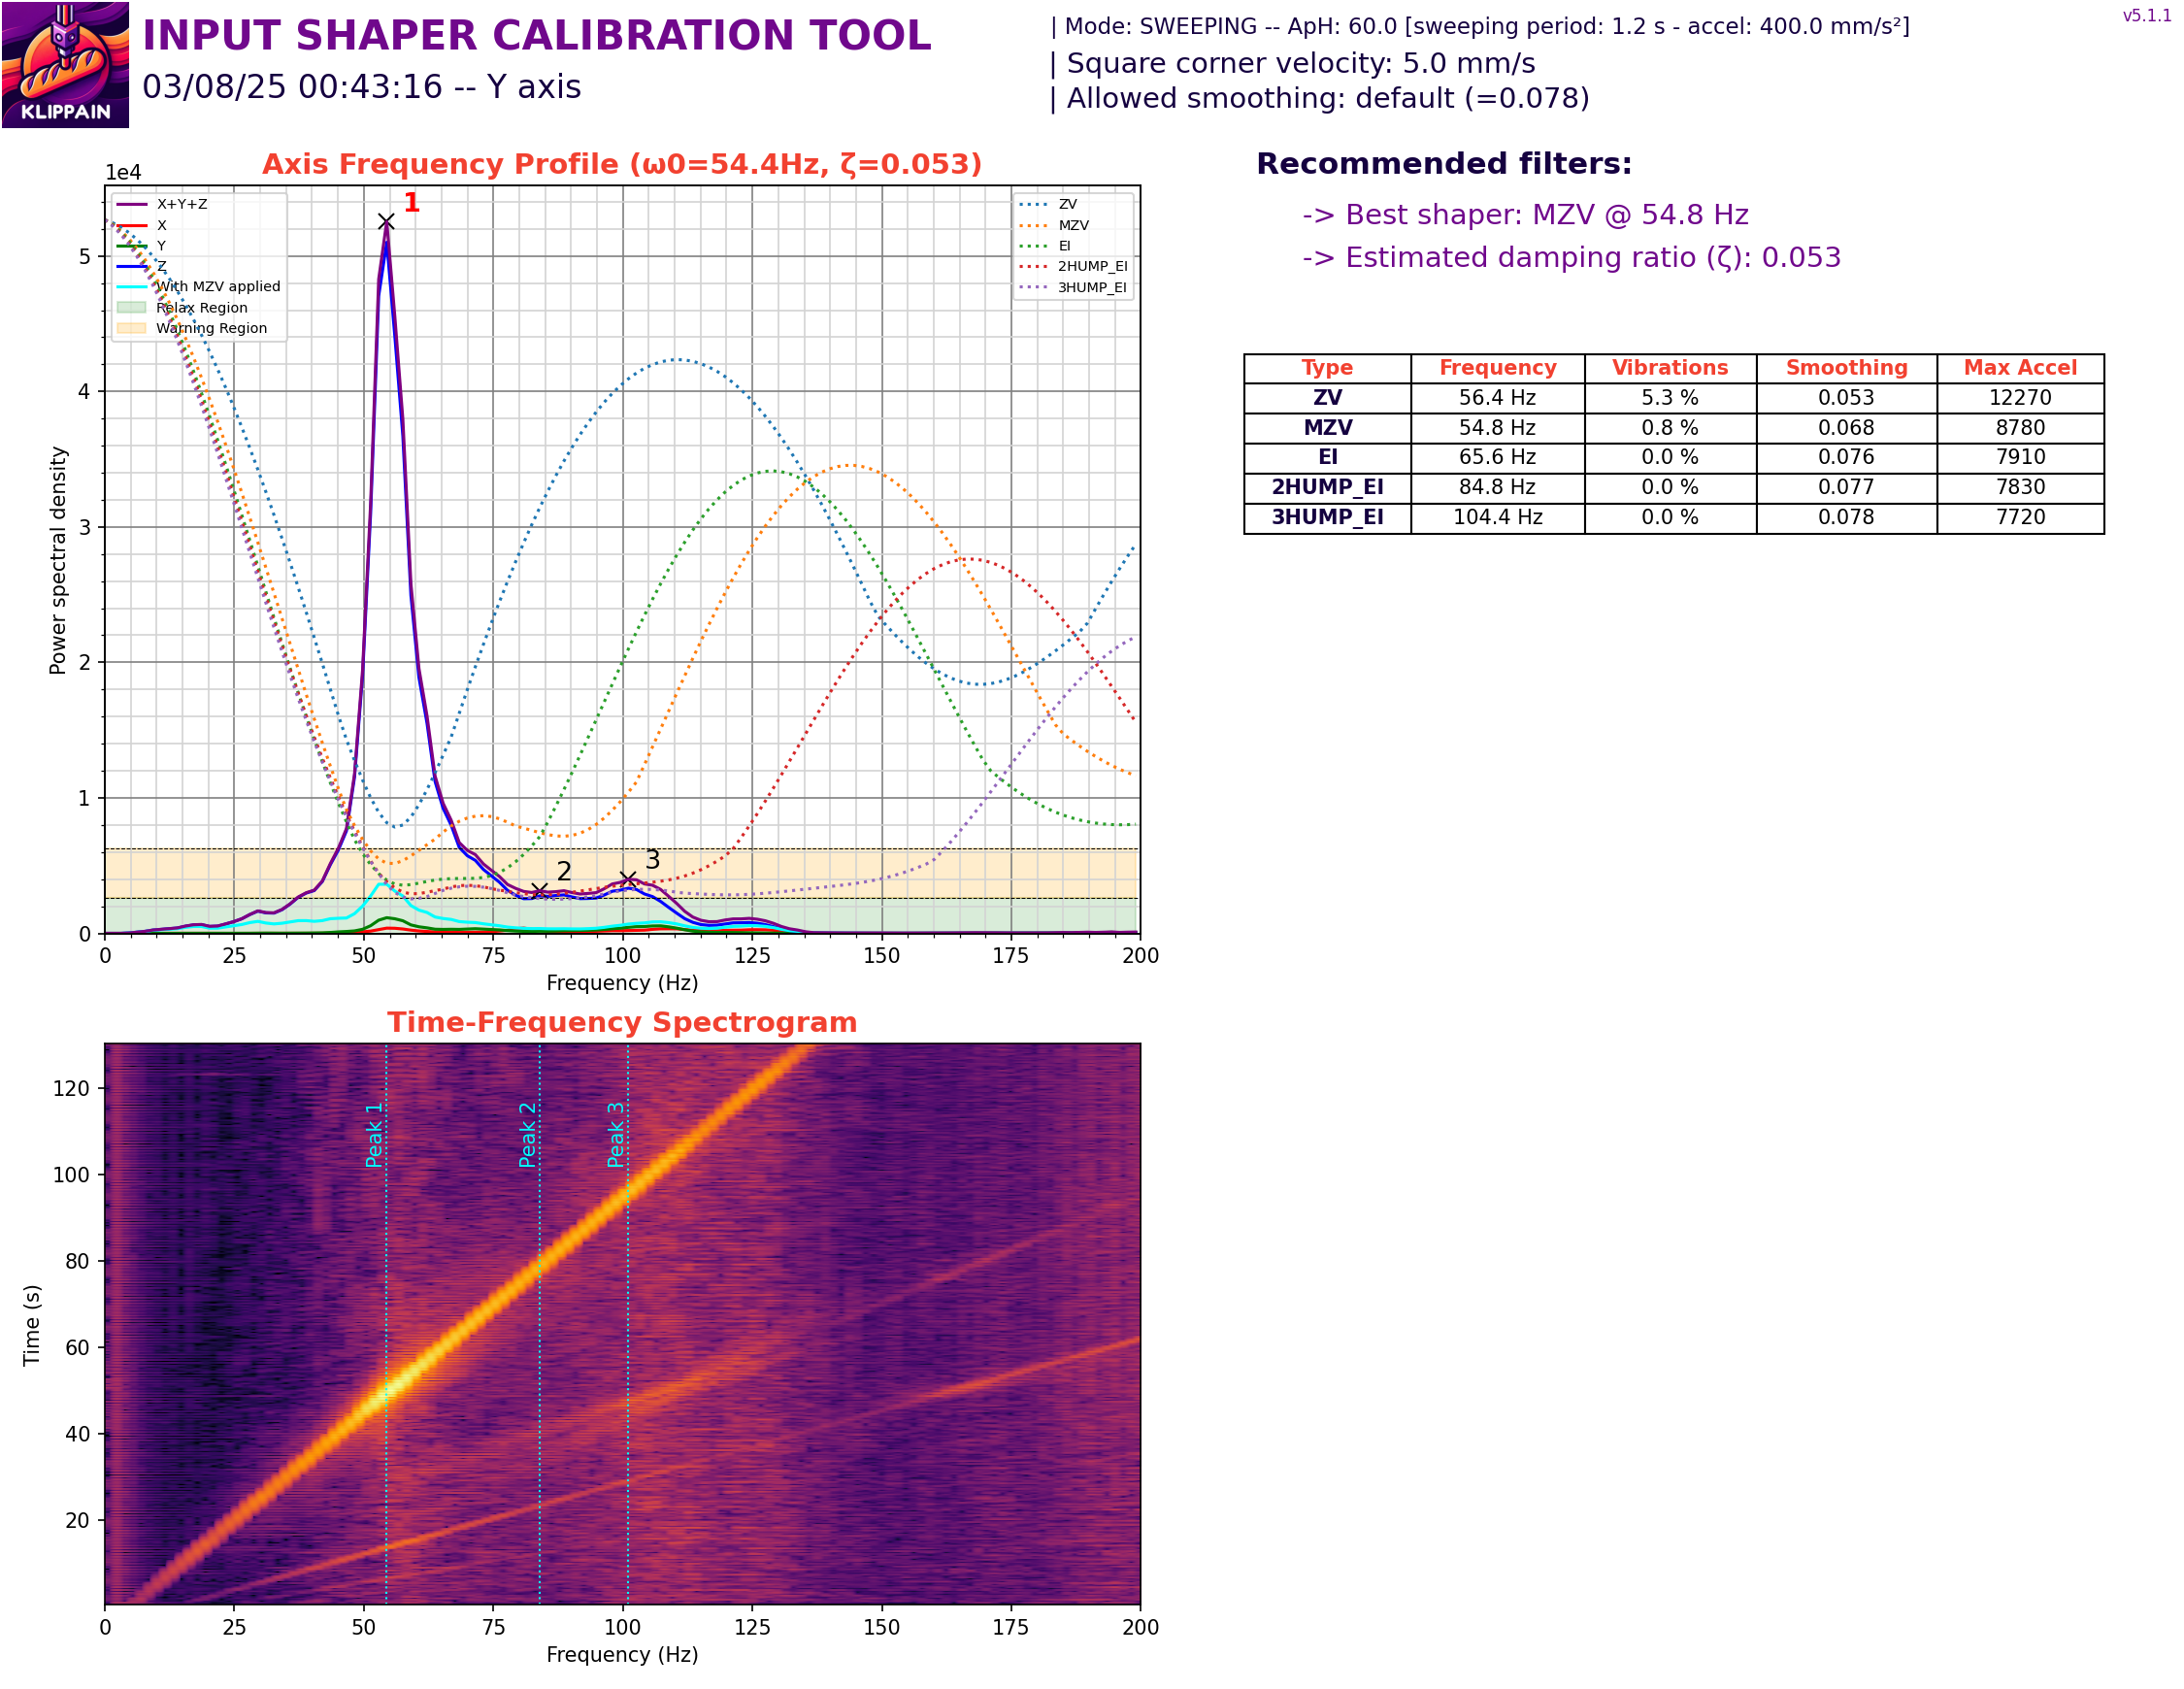 KLIPPAIN
INPUT SHAPER CALIBRATION TOOL
03/08/25 00:43:16 -- Y axis
| Mode: SWEEPING -- ApH: 60.0 [sweeping period: 1.2 s - accel: 400.0 mm/s²]
| Square corner velocity: 5.0 mm/s
| Allowed smoothing: default (=0.078)
v5.1.1
Axis Frequency Profile (ω0=54.4Hz, ζ=0.053)
1e4
X+Y+Z
X
Y
Z
With MZV applied
Relax Region
Warning Region
ZV
MZV
EI
2HUMP_EI
3HUMP_EI
1
2
3
Power spectral density
5
4
3
2
1
0
0 25 50 75 100 125 150 175 200
Frequency (Hz)
Recommended filters:
-> Best shaper: MZV @ 54.8 Hz
-> Estimated damping ratio (ζ): 0.053
Type Frequency Vibrations Smoothing Max Accel
ZV 56.4 Hz 5.3 % 0.053 12270
MZV 54.8 Hz 0.8 % 0.068 8780
EI 65.6 Hz 0.0 % 0.076 7910
2HUMP_EI 84.8 Hz 0.0 % 0.077 7830
3HUMP_EI 104.4 Hz 0.0 % 0.078 7720
Time-Frequency Spectrogram
Peak 1
Peak 2
Peak 3
Time (s)
120
100
80
60
40
20
0 25 50 75 100 125 150 175 200
Frequency (Hz)